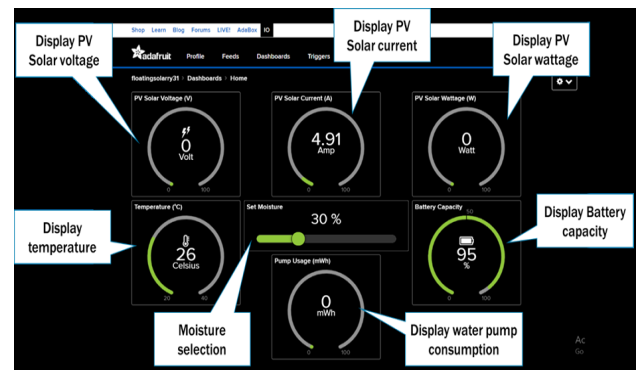 Shop Learn Blog Forums LIVE! AdaBox IO
adafruit Profile Feeds Dashboards Triggers
floatingsolarry31 > Dashboards > Home
Display PV
Solar voltage
Display PV
Solar current
Display PV
Solar wattage
PV Solar Voltage (V)
0
Volt
0 100
PV Solar Current (A)
4.91
Amp
0 100
PV Solar Wattage (W)
0
Watt
0 100
Display
temperature
Temperature (°C)
26
Celsius
20 40
Set Moisture
30 %
Battery Capacity
50
95
%
0 100
Display Battery
capacity
Moisture
selection
Pump Usage (mWh)
0
mWh
0 100
Display water pump
consumption
Ac
Go